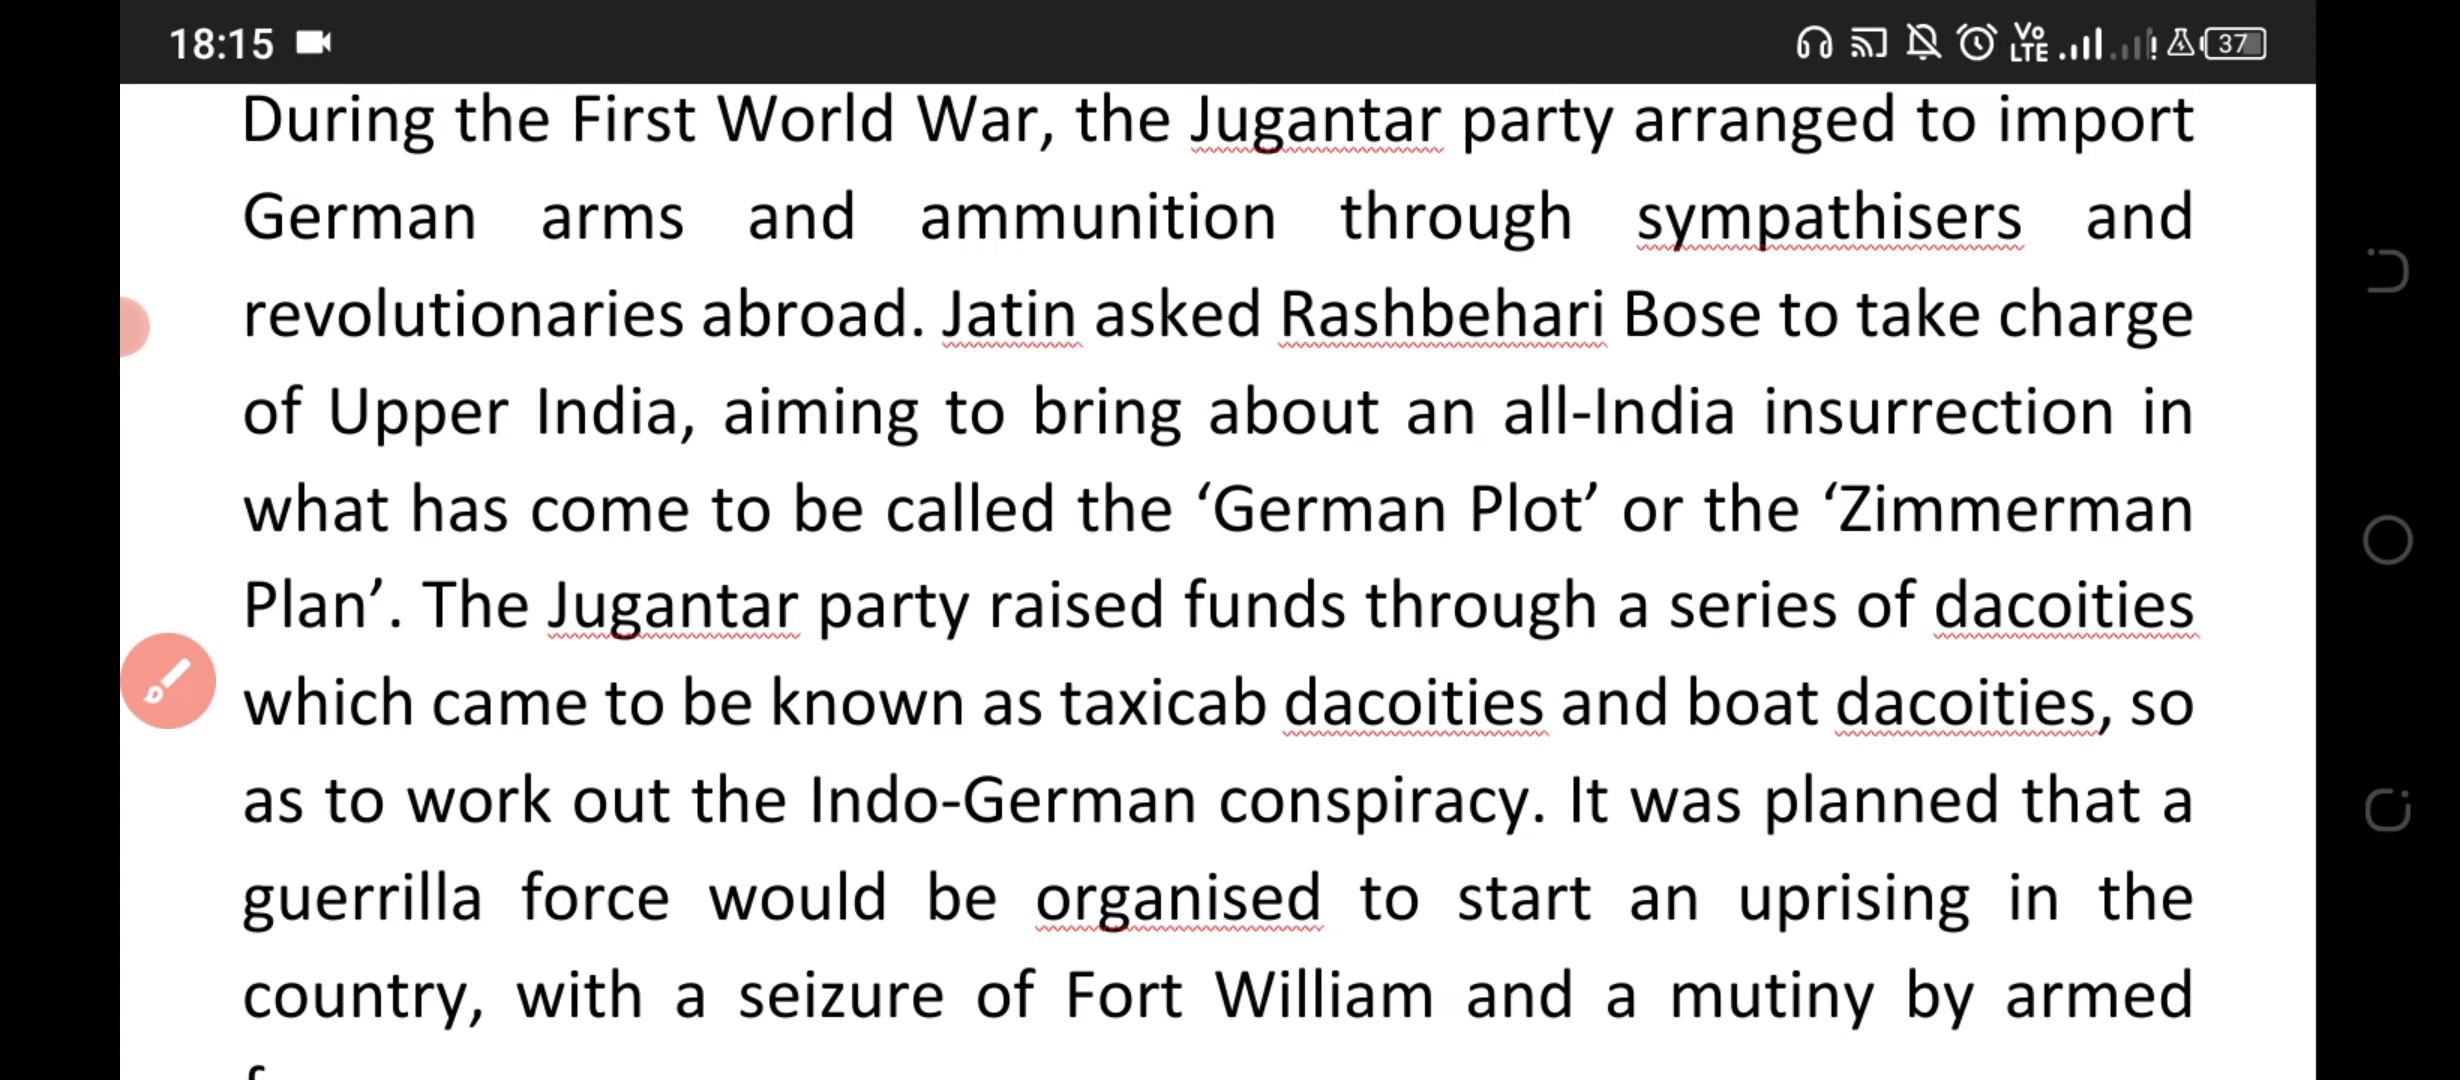 18:15 Vo LTE 37
During the First World War, the Jugantar party arranged to import
German arms and ammunition through sympathisers and
revolutionaries abroad. Jatin asked Rashbehari Bose to take charge
of Upper India, aiming to bring about an all-India insurrection in
what has come to be called the ‘German Plot’ or the ‘Zimmerman
Plan’. The Jugantar party raised funds through a series of dacoities
which came to be known as taxicab dacoities and boat dacoities, so
as to work out the Indo-German conspiracy. It was planned that a
guerrilla force would be organised to start an uprising in the
country, with a seizure of Fort William and a mutiny by armed